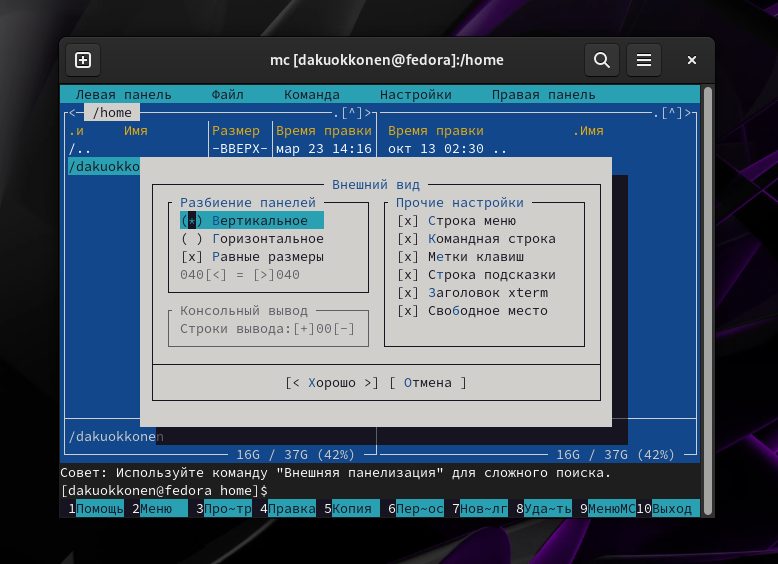 mc [dakuokkonen@fedora]:/home
Левая панель Файл Команда Настройки Правая панель
<- /home .[^]> .[^]>
.и Имя Размер Время правки Время правки .Имя
/.. -ВВЕРХ- мар 23 14:16 окт 13 02:30 ..
/dakuokko
Внешний вид
Разбиение панелей
(*) Вертикальное
( ) Горизонтальное
[x] Равные размеры
040[<] = [>]040
Консольный вывод
Строки вывода:[+]00[-]
Прочие настройки
[x] Строка меню
[x] Командная строка
[x] Метки клавиш
[x] Строка подсказки
[x] Заголовок xterm
[x] Свободное место
[< Хорошо >] [ Отмена ]
/dakuokkonen
16G / 37G (42%) 16G / 37G (42%)
Совет: Используйте команду "Внешняя панелизация" для сложного поиска.
[dakuokkonen@fedora home]$
1Помощь 2Меню 3Про~тр 4Правка 5Копия 6Пер~ос 7Нов~лг 8Уда~ть 9МенюMC 10Выход